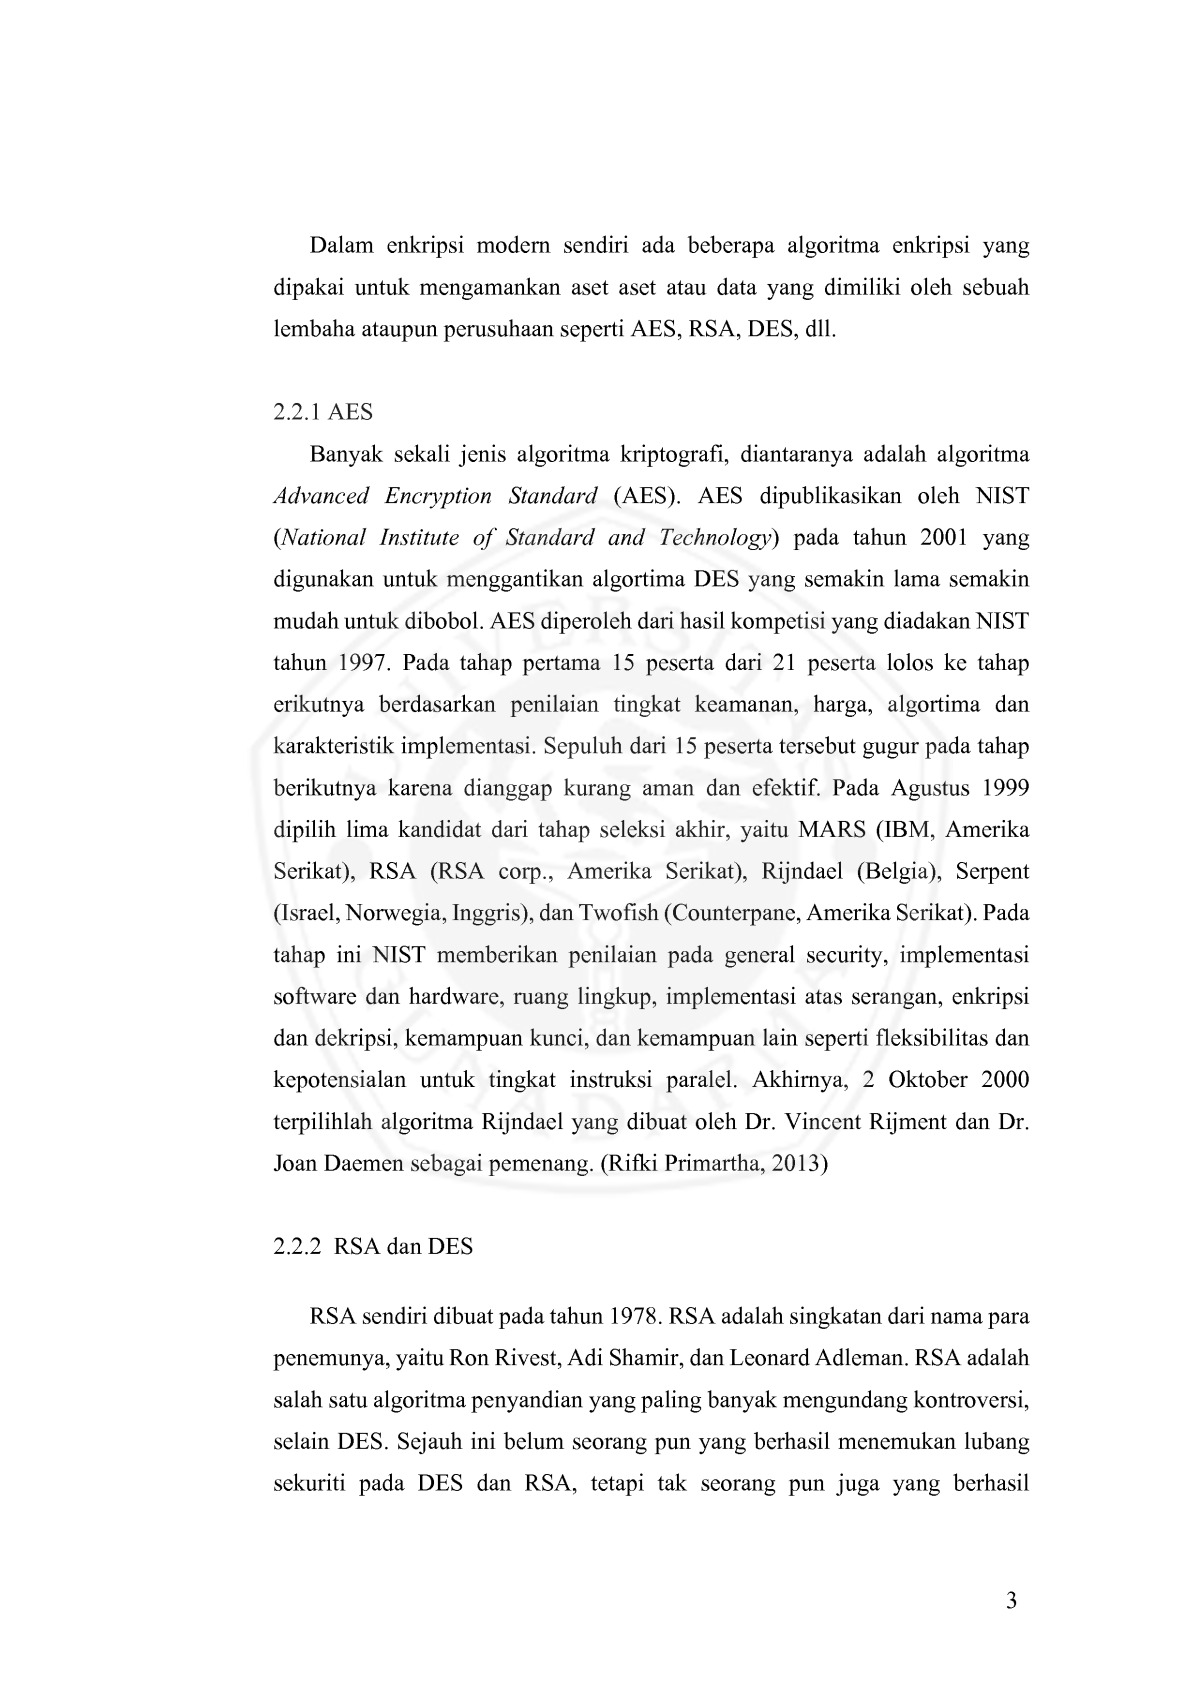 Dalam enkripsi modern sendiri ada beberapa algoritma enkripsi yang
dipakai untuk mengamankan aset aset atau data yang dimiliki oleh sebuah
lembaha ataupun perusuhaan seperti AES, RSA, DES, dll.
2.2.1 AES
Banyak sekali jenis algoritma kriptografi, diantaranya adalah algoritma
Advanced Encryption Standard (AES). AES dipublikasikan oleh NIST
(National Institute of Standard and Technology) pada tahun 2001 yang
digunakan untuk menggantikan algortima DES yang semakin lama semakin
mudah untuk dibobol. AES diperoleh dari hasil kompetisi yang diadakan NIST
tahun 1997. Pada tahap pertama 15 peserta dari 21 peserta lolos ke tahap
erikutnya berdasarkan penilaian tingkat keamanan, harga, algortima dan
karakteristik implementasi. Sepuluh dari 15 peserta tersebut gugur pada tahap
berikutnya karena dianggap kurang aman dan efektif. Pada Agustus 1999
dipilih lima kandidat dari tahap seleksi akhir, yaitu MARS (IBM, Amerika
Serikat), RSA (RSA corp., Amerika Serikat), Rijndael (Belgia), Serpent
(Israel, Norwegia, Inggris), dan Twofish (Counterpane, Amerika Serikat). Pada
tahap ini NIST memberikan penilaian pada general security, implementasi
software dan hardware, ruang lingkup, implementasi atas serangan, enkripsi
dan dekripsi, kemampuan kunci, dan kemampuan lain seperti fleksibilitas dan
kepotensialan untuk tingkat instruksi paralel. Akhirnya, 2 Oktober 2000
terpilihlah algoritma Rijndael yang dibuat oleh Dr. Vincent Rijment dan Dr.
Joan Daemen sebagai pemenang. (Rifki Primartha, 2013)
2.2.2 RSA dan DES
RSA sendiri dibuat pada tahun 1978. RSA adalah singkatan dari nama para
penemunya, yaitu Ron Rivest, Adi Shamir, dan Leonard Adleman. RSA adalah
salah satu algoritma penyandian yang paling banyak mengundang kontroversi,
selain DES. Sejauh ini belum seorang pun yang berhasil menemukan lubang
sekuriti pada DES dan RSA, tetapi tak seorang pun juga yang berhasil
3
UNIVERSITAS
GUNADARMA